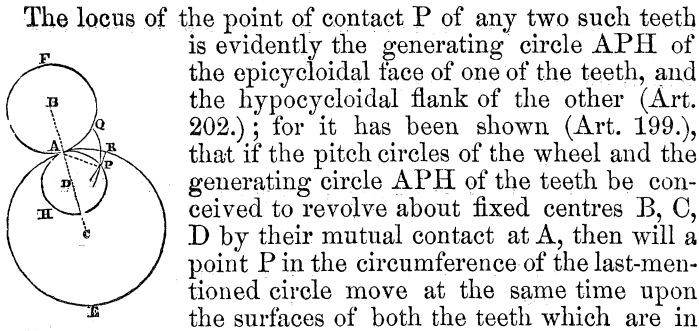 The locus of the point of contact P of any two such teeth
is evidently the generating circle APH of
the epicycloidal face of one of the teeth, and
the hypocycloidal flank of the other (Art.
202.); for it has been shown (Art. 199.),
that if the pitch circles of the wheel and the
generating circle APH of the teeth be con-
ceived to revolve about fixed centres B, C,
D by their mutual contact at A, then will a
point P in the circumference of the last-men-
tioned circle move at the same time upon
the surfaces of both the teeth which are in
F
B
Q
A
R
P
D
H
C
E